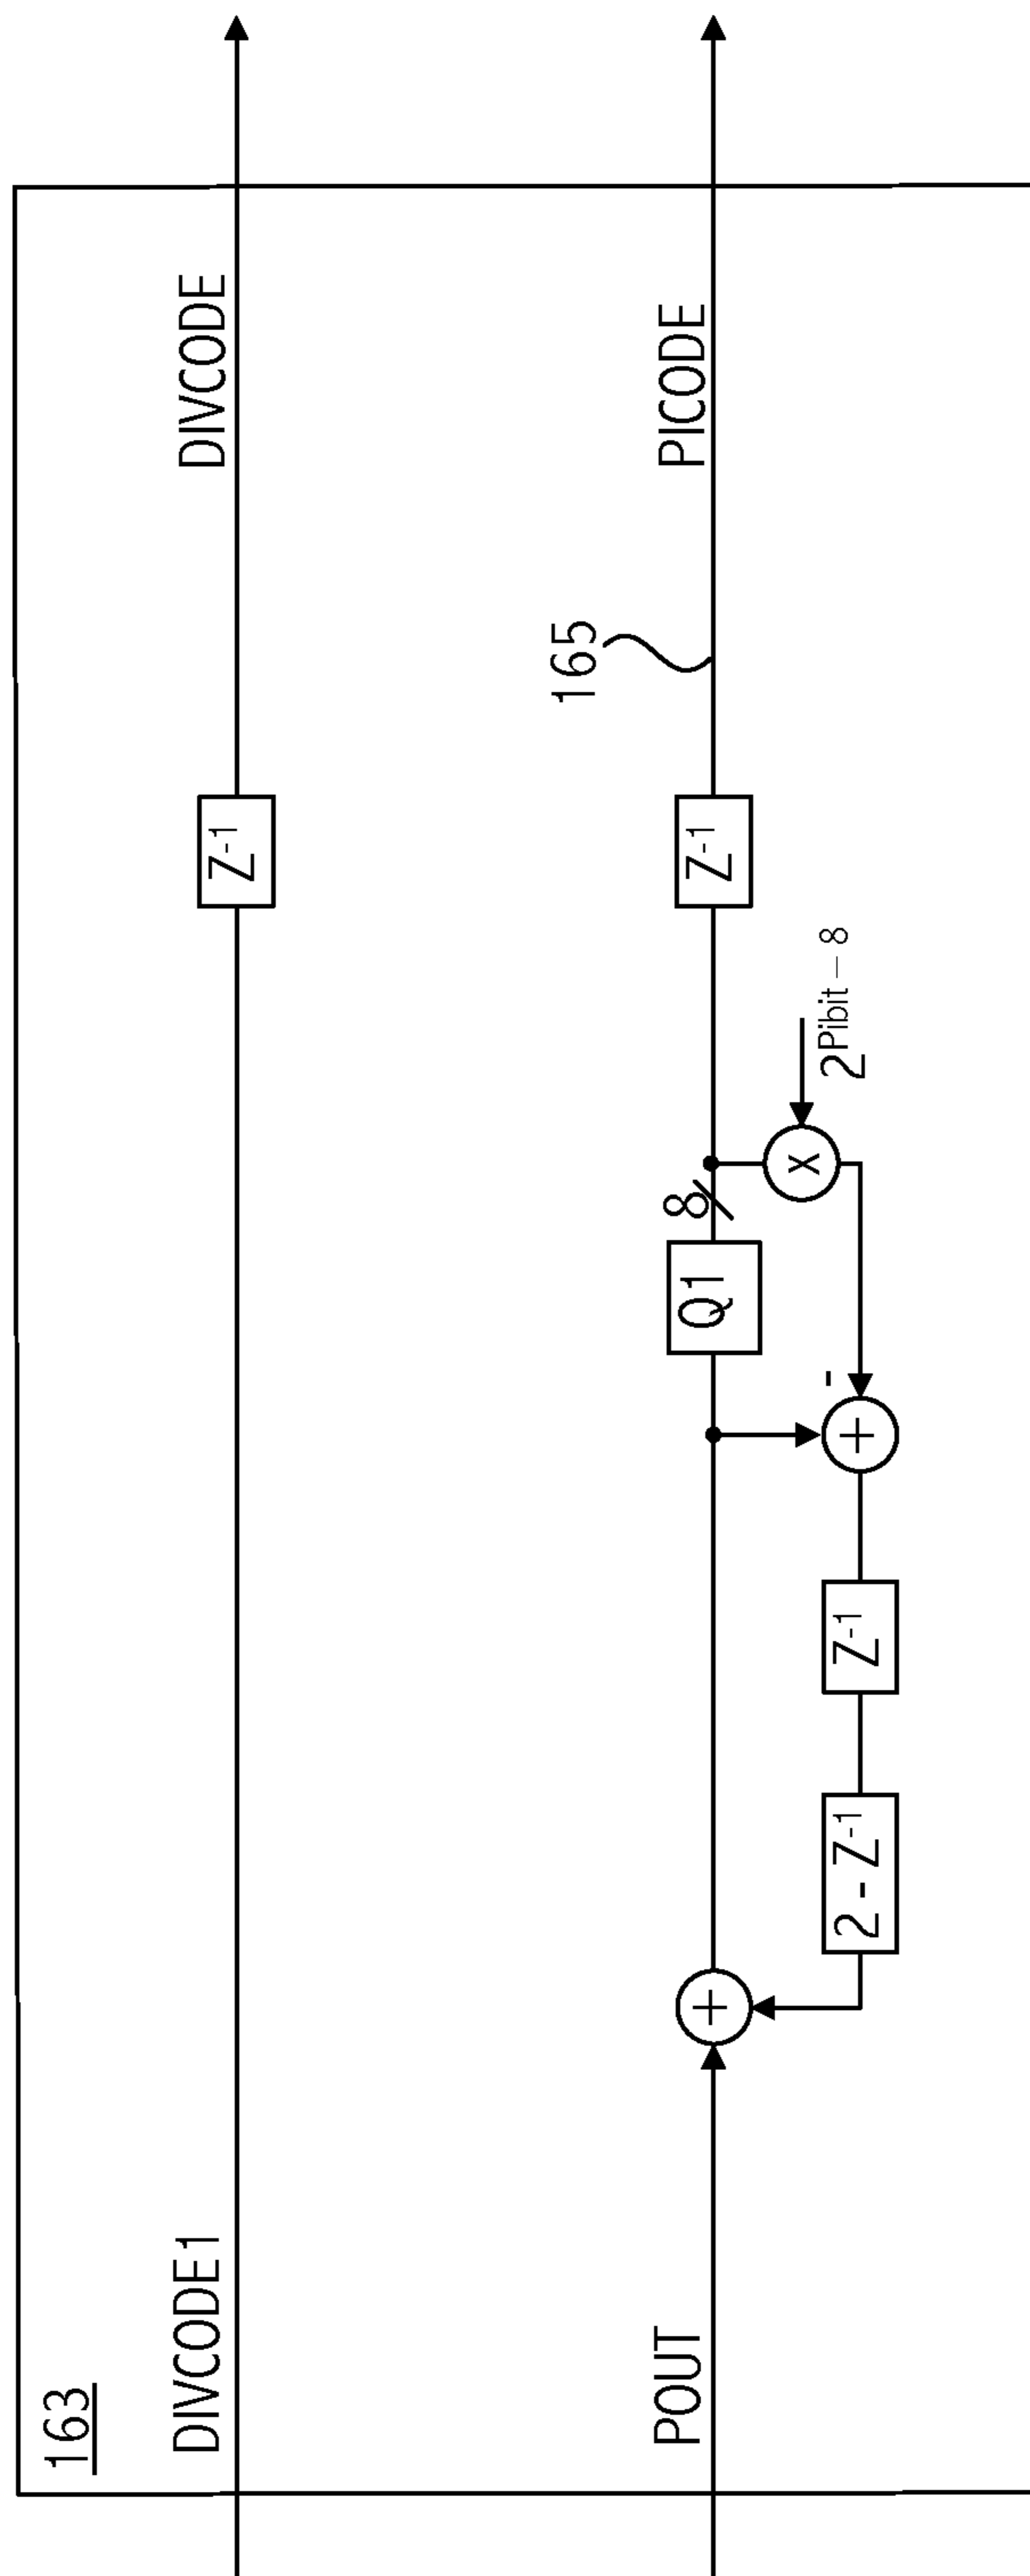 163
DIVCODE1
Z-1
DIVCODE
POUT
+
2 - Z-1
Z-1
+
-
Q1
8
x
2Pibit – 8
Z-1
165
PICODE